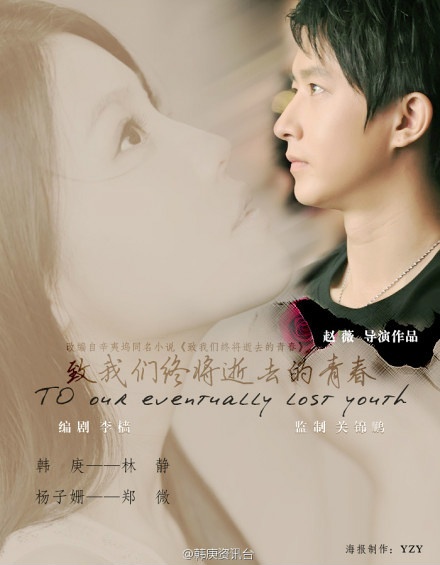 赵薇 导演作品
改编自辛夷坞同名小说《致我们终将逝去的青春》
致我们终将逝去的青春
TO our eventually lost youth
编剧 李樯 监制 关锦鹏
韩庚——林静
杨子姗——郑微
海报制作：YZY
@韩庚资讯台